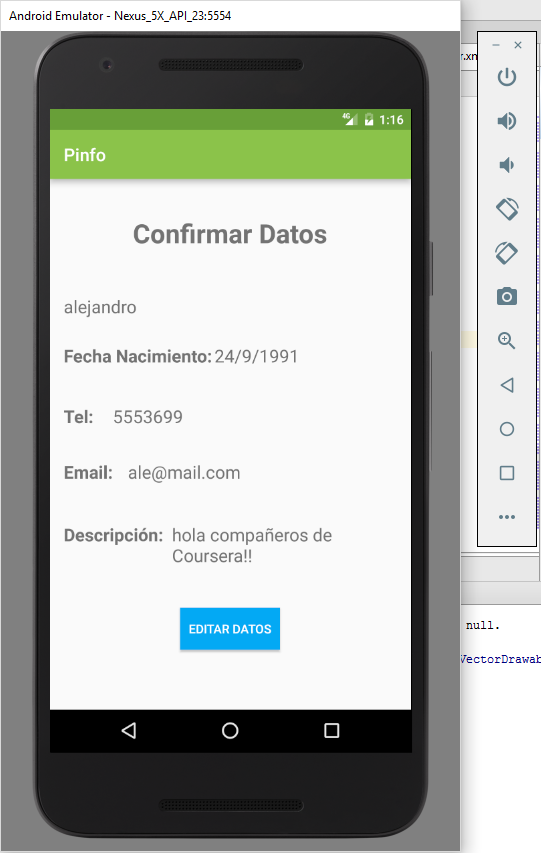 Android Emulator - Nexus_5X_API_23:5554
r.xm
4G 1:16
Pinfo
Confirmar Datos
alejandro
Fecha Nacimiento: 24/9/1991
Tel: 5553699
Email: ale@mail.com
Descripción: hola compañeros de
Coursera!!
EDITAR DATOS
null.
VectorDrawab